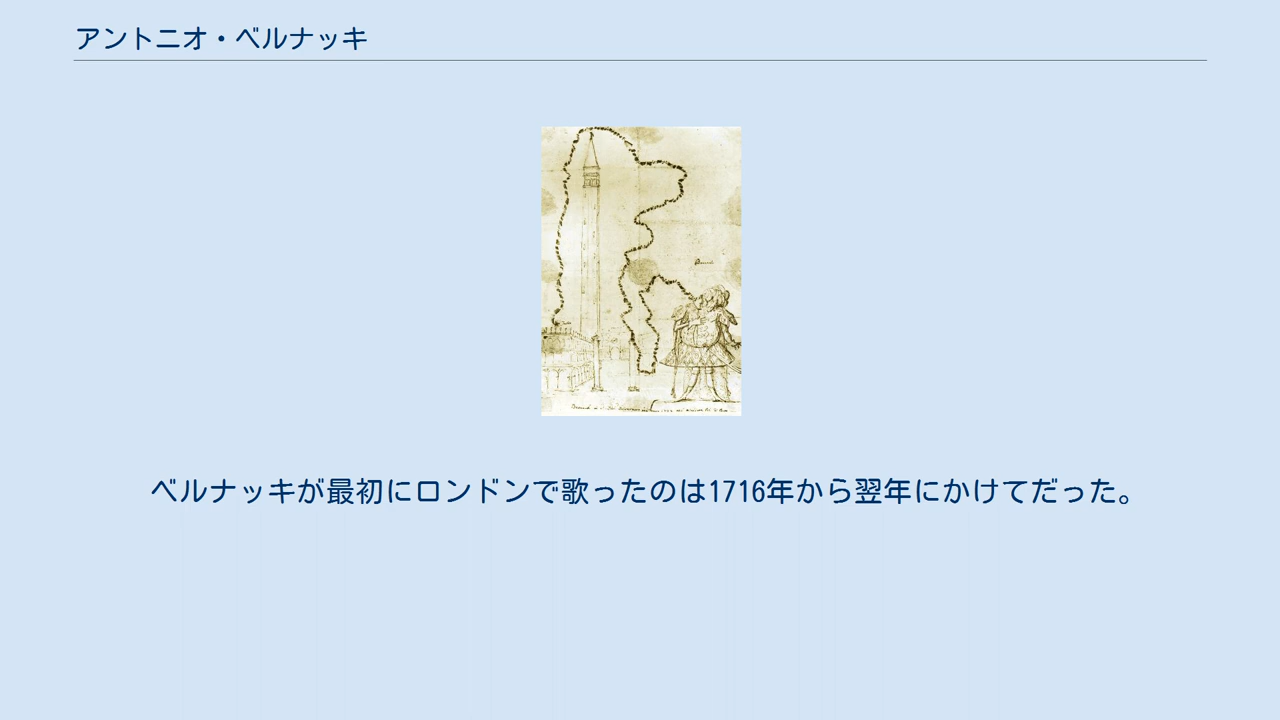 アントニオ・ベルナッキ
ベルナッキが最初にロンドンで歌ったのは1716年から翌年にかけてだった。